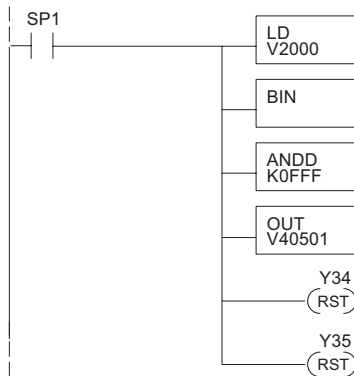 SP1
LD
V2000
BIN
ANDD
K0FFF
OUT
V40501
Y34
RST
Y35
RST